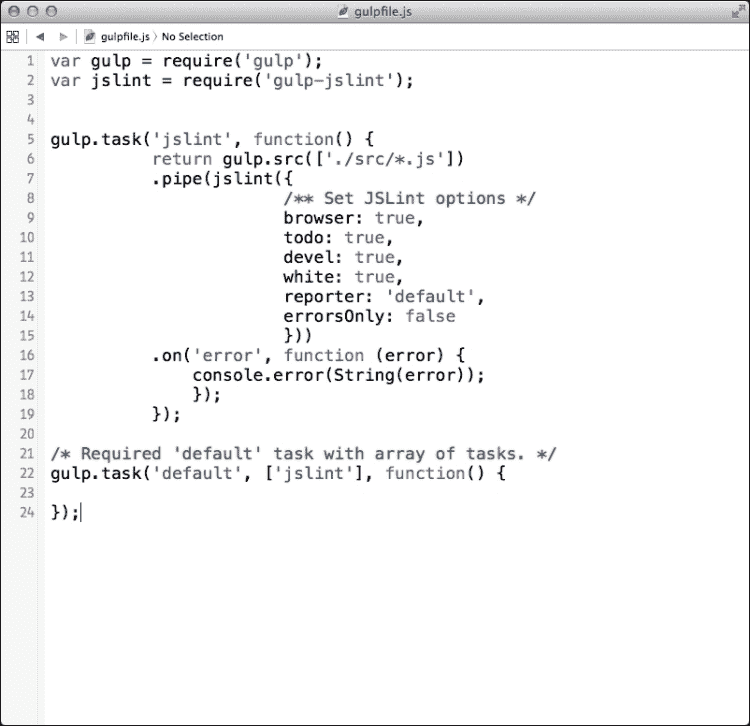 gulpfile.js
gulpfile.js 〉 No Selection
1 var gulp = require('gulp');
2 var jslint = require('gulp-jslint');
3
4
5 gulp.task('jslint', function() {
6 return gulp.src(['./src/*.js'])
7 .pipe(jslint({
8 /** Set JSLint options */
9 browser: true,
10 todo: true,
11 devel: true,
12 white: true,
13 reporter: 'default',
14 errorsOnly: false
15 }))
16 .on('error', function (error) {
17 console.error(String(error));
18 });
19 });
20
21 /* Required 'default' task with array of tasks. */
22 gulp.task('default', ['jslint'], function() {
23
24 });